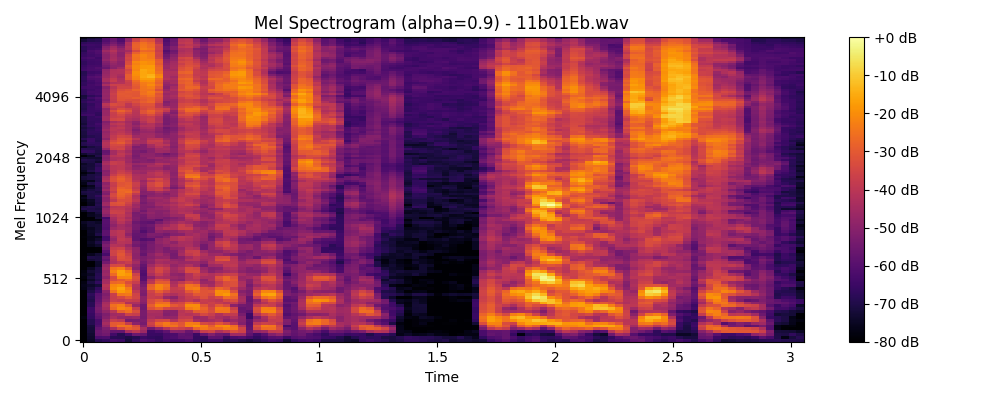 Mel Spectrogram (alpha=0.9) - 11b01Eb.wav
Mel Frequency
4096
2048
1024
512
0
0
0.5
1
1.5
2
2.5
3
Time
+0 dB
-10 dB
-20 dB
-30 dB
-40 dB
-50 dB
-60 dB
-70 dB
-80 dB